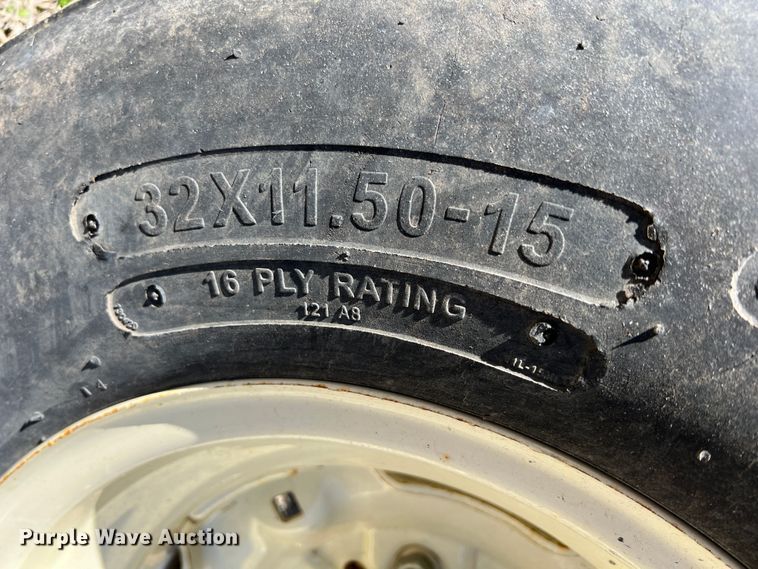 32X11.50-15
16 PLY RATING
121 A8
Purple Wave Auction